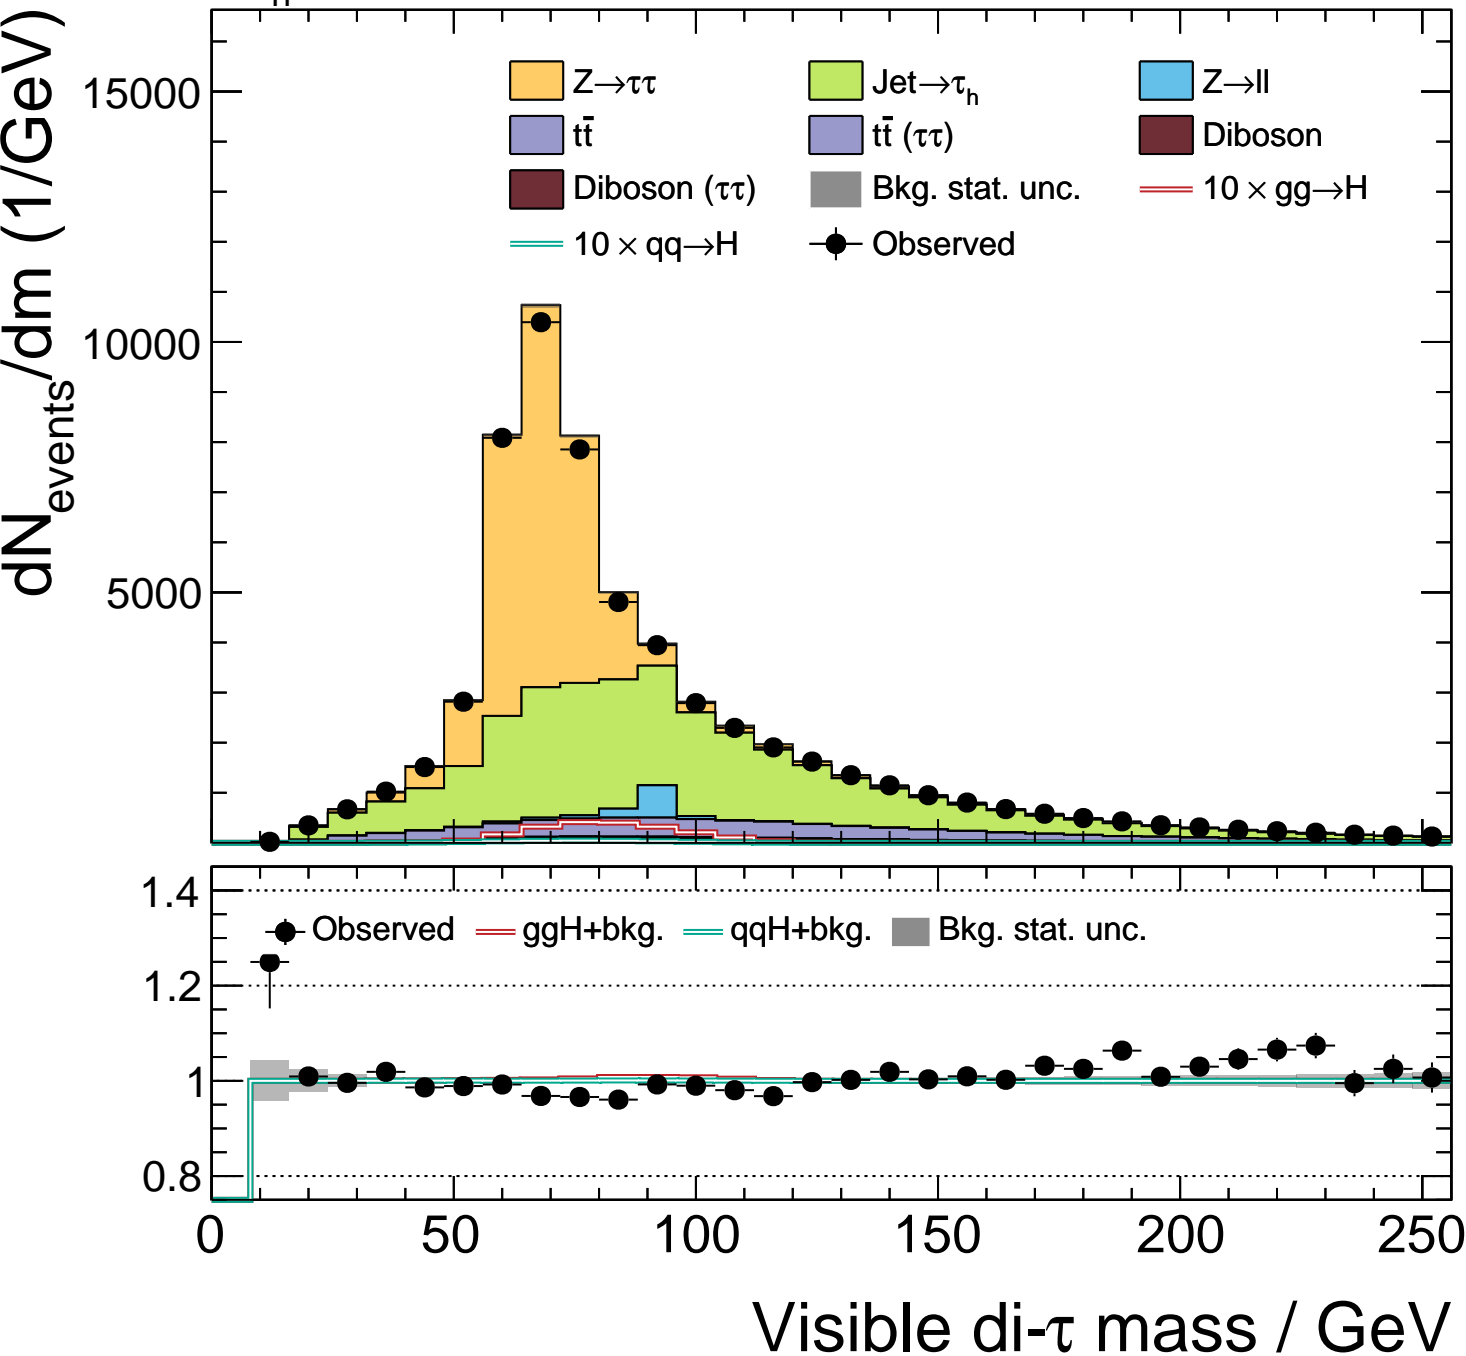 dN_events/dm (1/GeV)
15000
10000
5000
Z→ττ Jet→τ_h Z→ll
tt̄ tt̄ (ττ) Diboson
Diboson (ττ) Bkg. stat. unc. 10 × gg→H
10 × qq→H Observed
1.4
1.2
1
0.8
Observed ggH+bkg. qqH+bkg. Bkg. stat. unc.
0 50 100 150 200 250
Visible di-τ mass / GeV